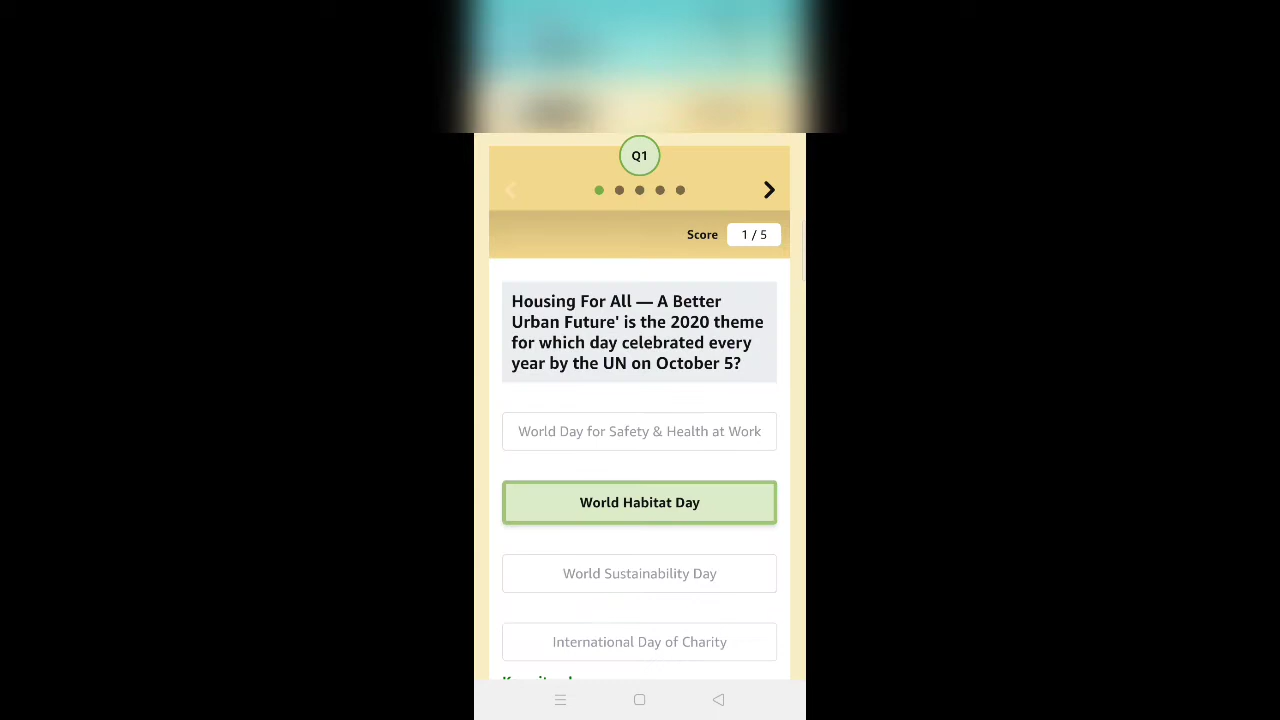 Q1
Score 1 / 5
Housing For All — A Better
Urban Future' is the 2020 theme
for which day celebrated every
year by the UN on October 5?
World Day for Safety & Health at Work
World Habitat Day
World Sustainability Day
International Day of Charity